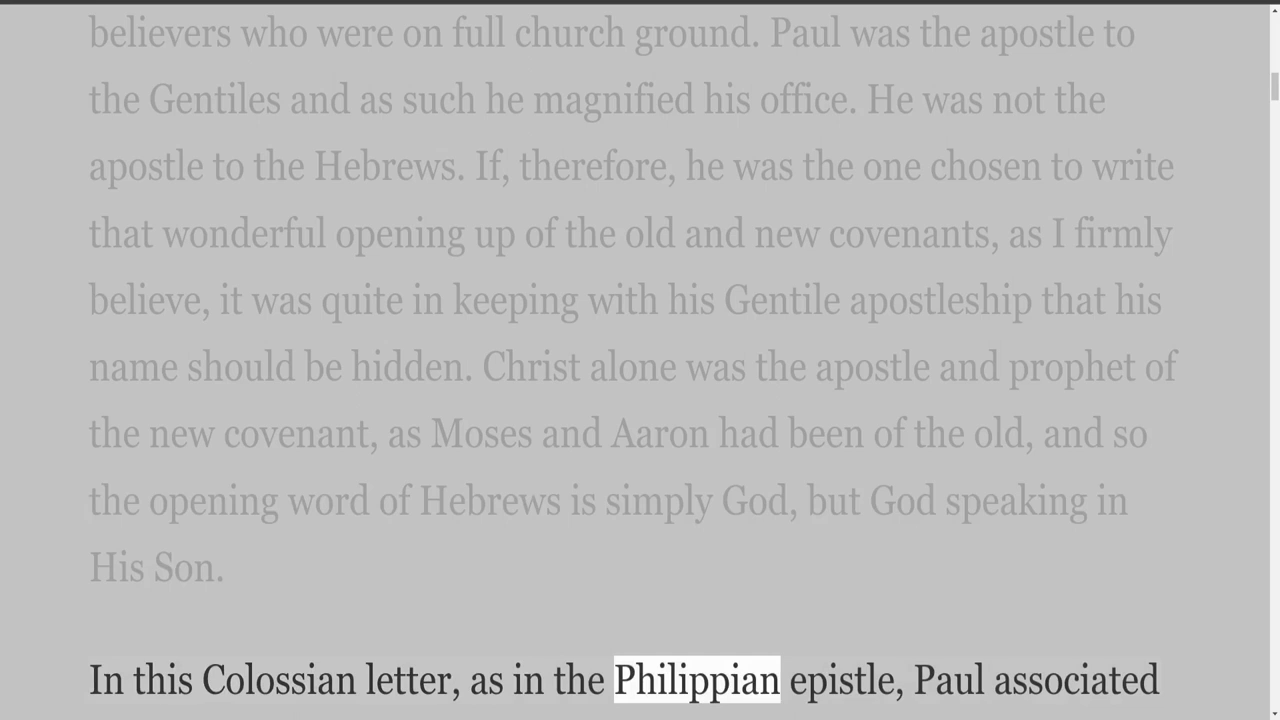 believers who were on full church ground. Paul was the apostle to
the Gentiles and as such he magnified his office. He was not the
apostle to the Hebrews. If, therefore, he was the one chosen to write
that wonderful opening up of the old and new covenants, as I firmly
believe, it was quite in keeping with his Gentile apostleship that his
name should be hidden. Christ alone was the apostle and prophet of
the new covenant, as Moses and Aaron had been of the old, and so
the opening word of Hebrews is simply God, but God speaking in
His Son.
In this Colossian letter, as in the Philippian epistle, Paul associated